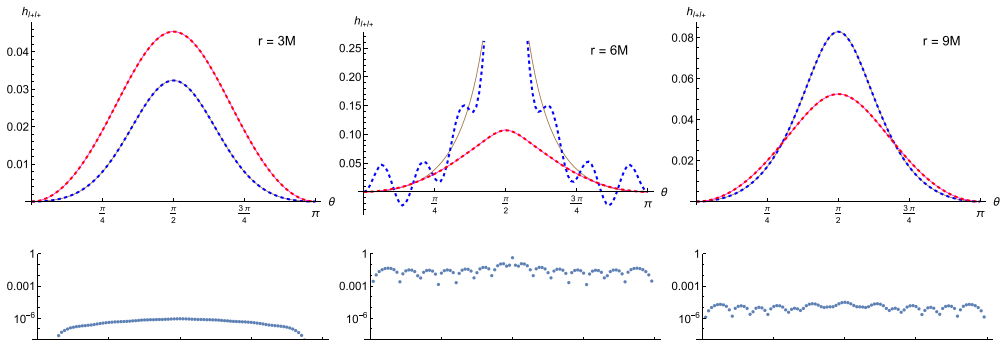 h_{l+l+}
r = 3M
0.04
0.03
0.02
0.01
π/4
π/2
3π/4
π
θ
h_{l+l+}
r = 6M
0.25
0.20
0.15
0.10
0.05
π/4
π/2
3π/4
π
θ
h_{l+l+}
r = 9M
0.08
0.06
0.04
0.02
π/4
π/2
3π/4
π
θ
1
0.001
10^{-6}
1
0.001
10^{-6}
1
0.001
10^{-6}